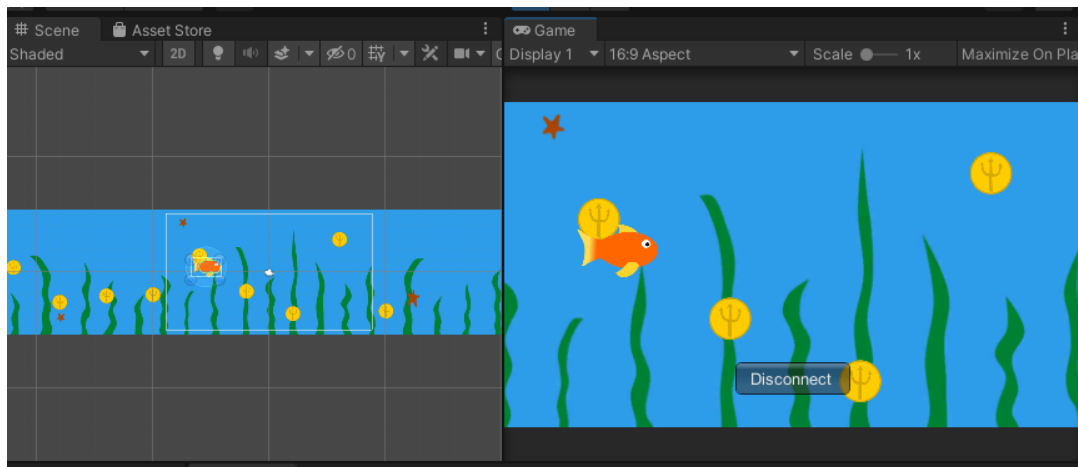 Scene
Asset Store
Shaded
2D
0
Game
Display 1
16:9 Aspect
Scale
1x
Maximize On Pla
Disconnect